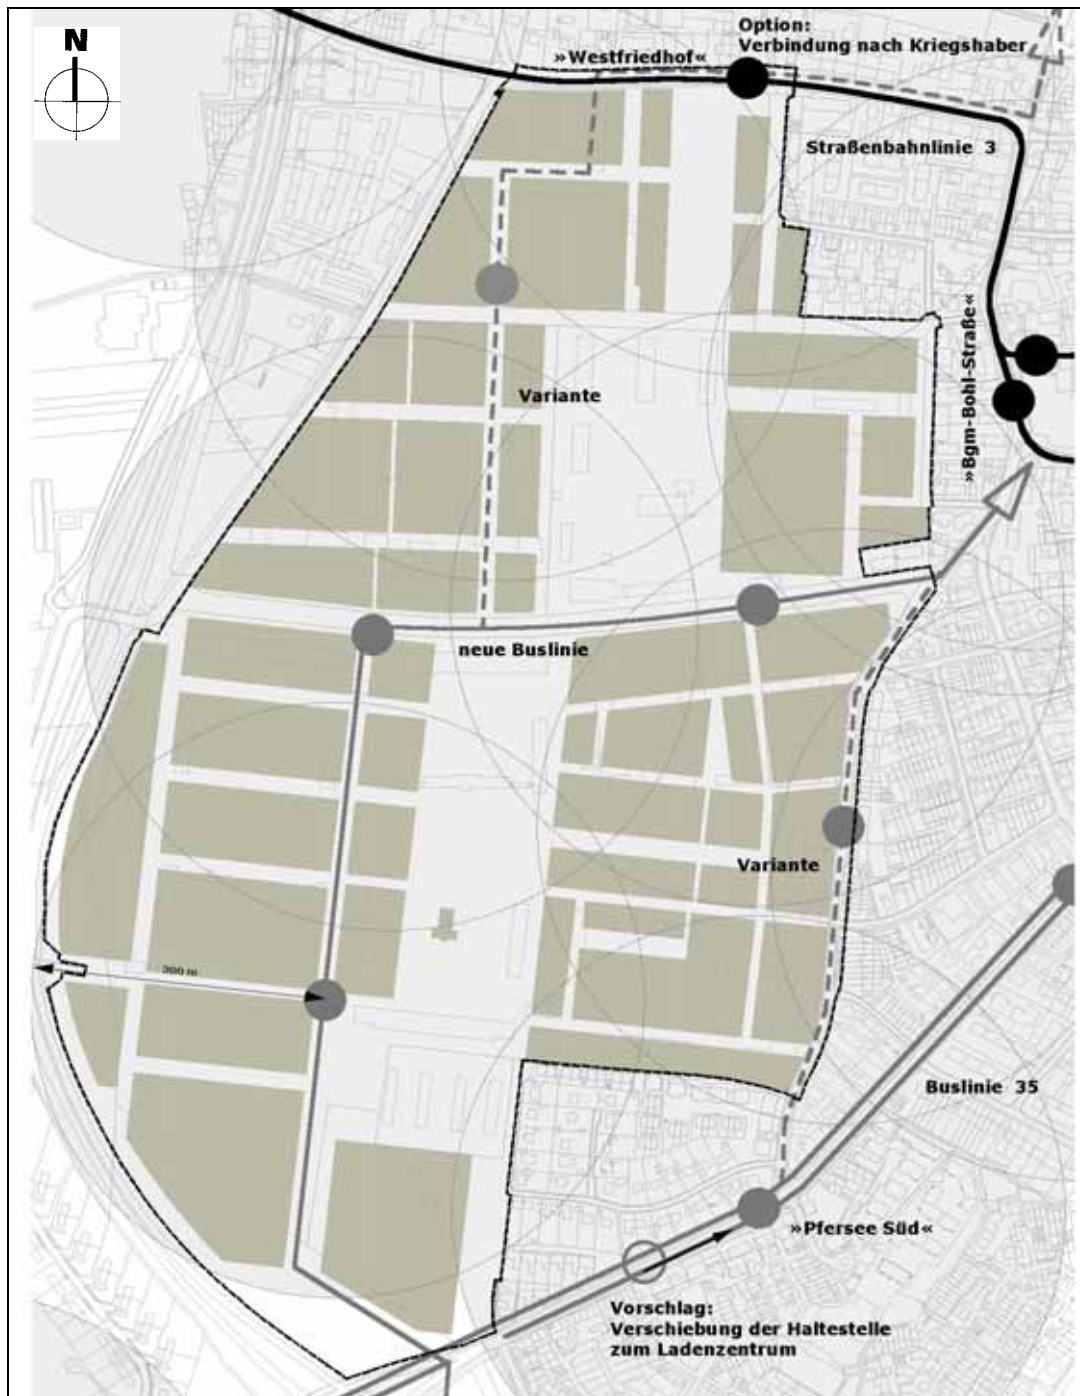 N
Option:
Verbindung nach Kriegshaber
»Westfriedhof«
Straßenbahnlinie 3
»Bgm-Bohl-Straße«
Variante
neue Buslinie
Variante
300 m
Buslinie 35
»Pfersee Süd«
Vorschlag:
Verschiebung der Haltestelle
zum Ladenzentrum